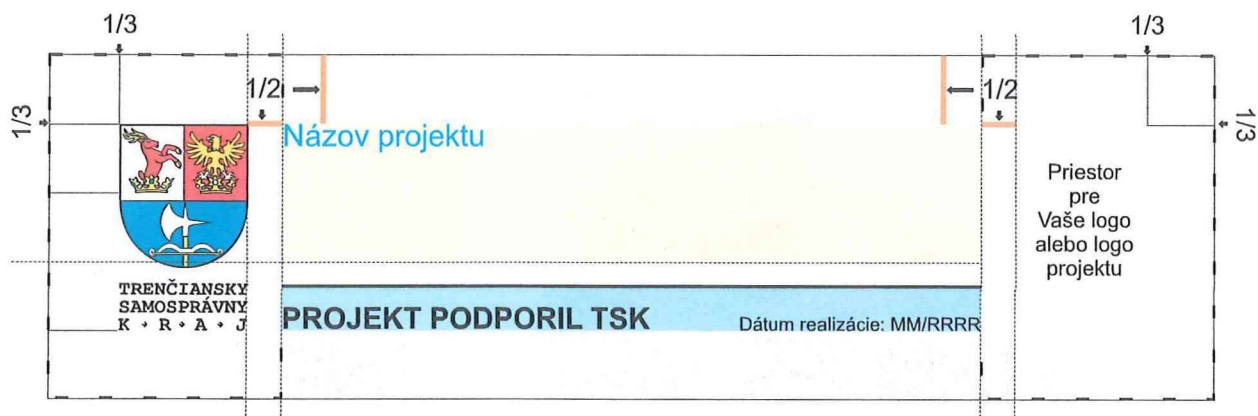 1/3
1/3
1/2
1/2
1/3
1/3
Názov projektu
Priestor
pre
Vaše logo
alebo logo
projektu
TRENČIANSKY
SAMOSPRÁVNY
K • R • A • J
PROJEKT PODPORIL TSK
Dátum realizácie: MM/RRRR